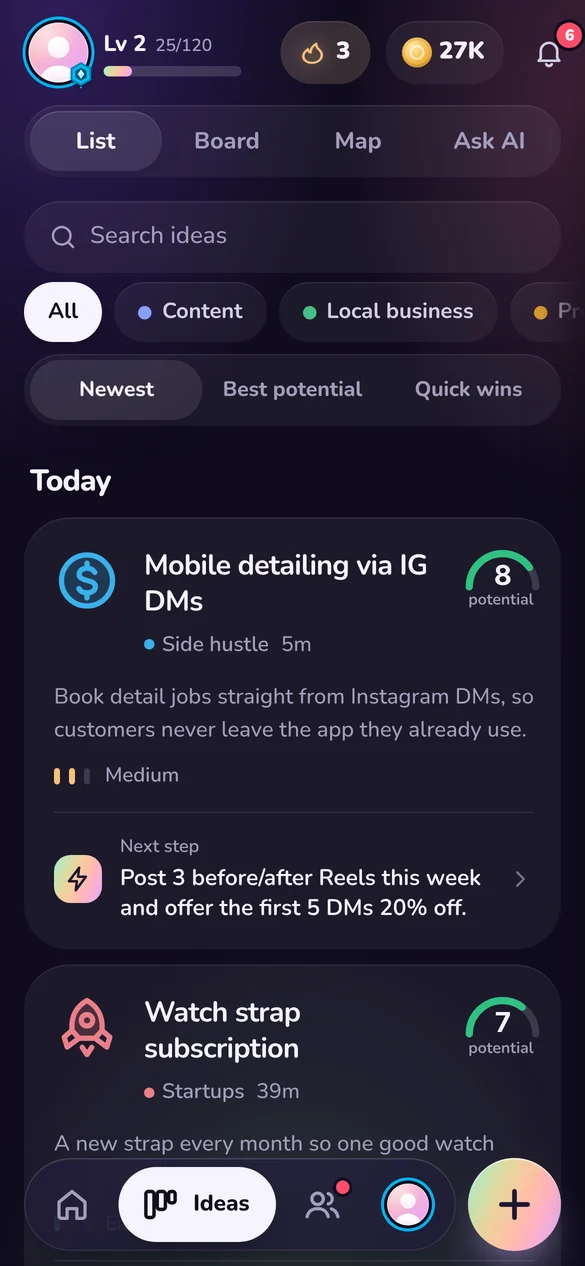 Lv 2 25/120
3
27K
6
List Board Map Ask AI
Search ideas
All Content Local business
Newest Best potential Quick wins
Today
Mobile detailing via IG
DMs
8
potential
Side hustle 5m
Book detail jobs straight from Instagram DMs, so
customers never leave the app they already use.
Medium
Next step
Post 3 before/after Reels this week
and offer the first 5 DMs 20% off.
Watch strap
subscription
7
potential
Startups 39m
A new strap every month so one good watch
Ideas